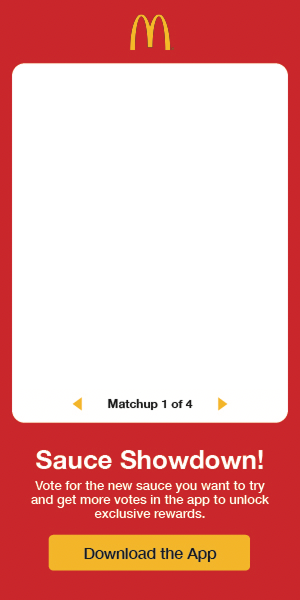 Matchup 1 of 4
Sauce Showdown!
Vote for the new sauce you want to try
and get more votes in the app to unlock
exclusive rewards.
Download the App